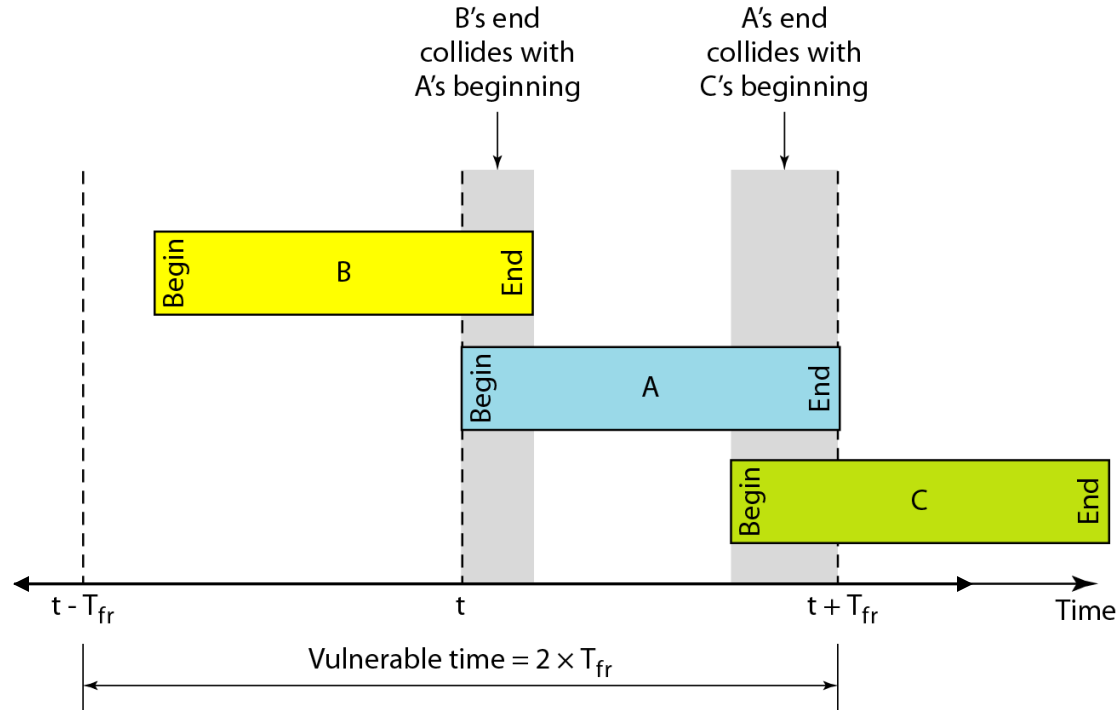 B’s end
collides with
A’s beginning
A’s end
collides with
C’s beginning
Begin
B
End
Begin
A
End
Begin
C
End
t - Tfr
t
t + Tfr
Time
Vulnerable time = 2 × Tfr